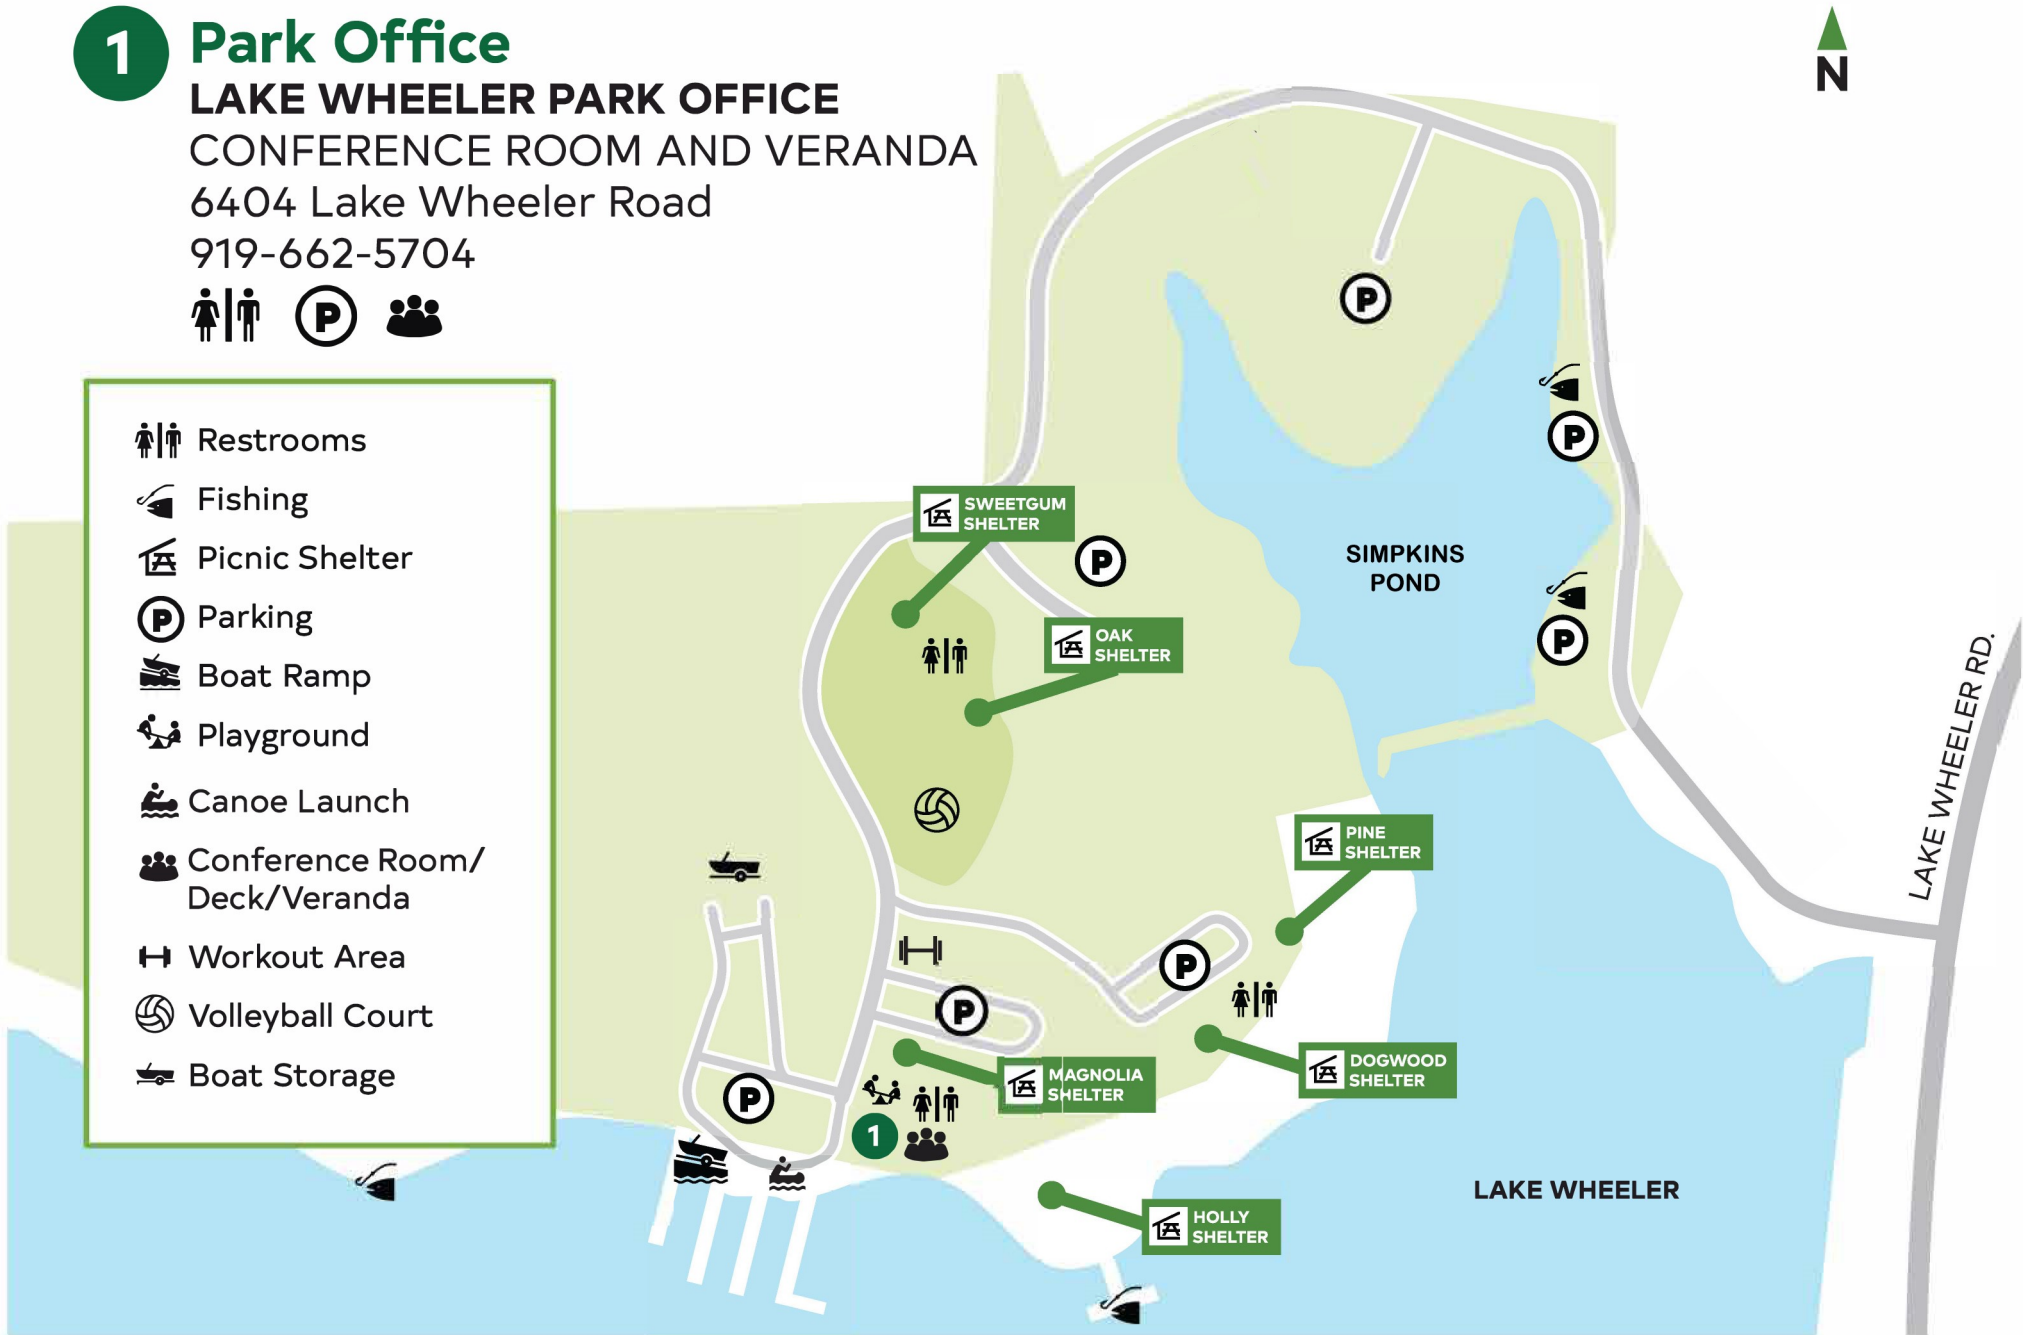 1 Park Office
LAKE WHEELER PARK OFFICE
CONFERENCE ROOM AND VERANDA
6404 Lake Wheeler Road
919-662-5704
P
N
Restrooms
Fishing
Picnic Shelter
P Parking
Boat Ramp
Playground
Canoe Launch
Conference Room/
Deck/Veranda
Workout Area
Volleyball Court
Boat Storage
P
P
SWEETGUM
SHELTER
P
SIMPKINS
POND
OAK
SHELTER
P
LAKE WHEELER RD.
PINE
SHELTER
P
P
DOGWOOD
SHELTER
MAGNOLIA
SHELTER
P
1
LAKE WHEELER
HOLLY
SHELTER